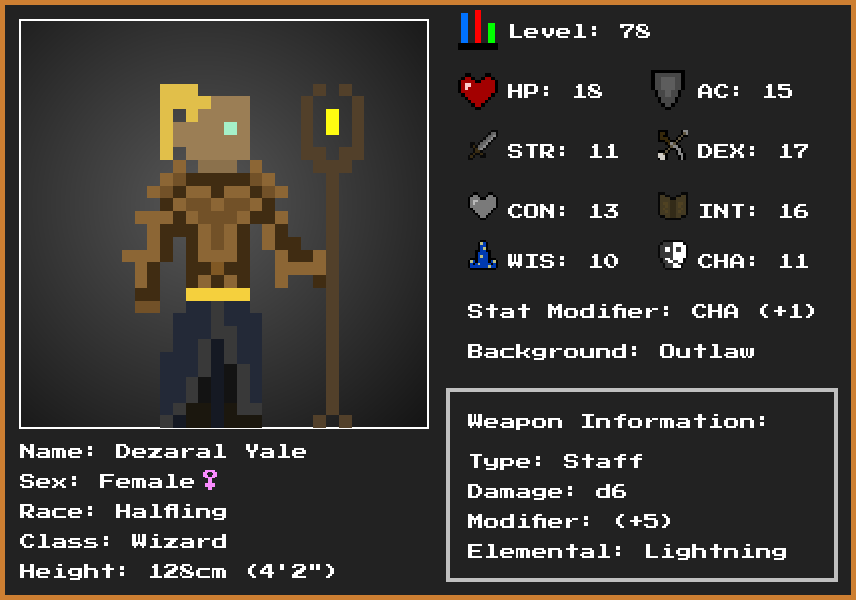 Level: 78
HP: 18
AC: 15
STR: 11
DEX: 17
CON: 13
INT: 16
WIS: 10
CHA: 11
Stat Modifier: CHA (+1)
Background: Outlaw
Weapon Information:
Type: Staff
Damage: d6
Modifier: (+5)
Elemental: Lightning
Name: Dezaral Yale
Sex: Female♀
Race: Halfling
Class: Wizard
Height: 128cm (4'2")